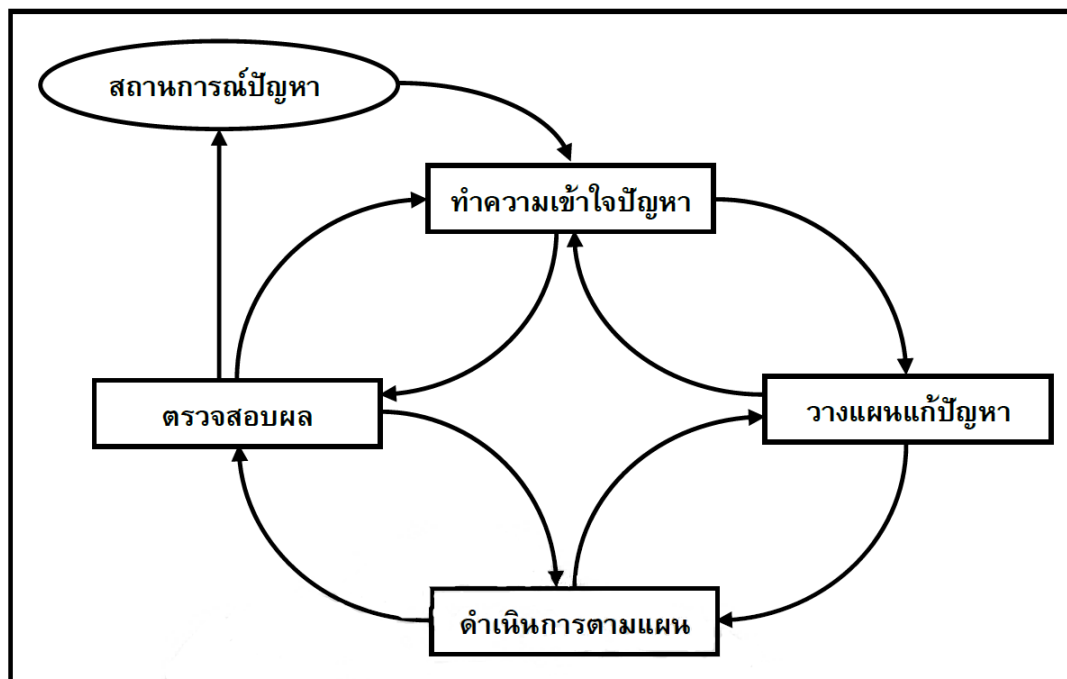 สถานการณ์ปัญหา
ทำความเข้าใจปัญหา
ตรวจสอบผล
วางแผนแก้ปัญหา
ดำเนินการตามแผน